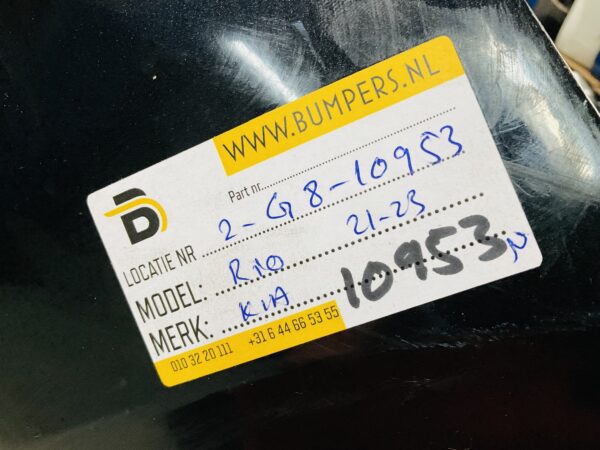 WWW.BUMPERS.NL
Part nr.
LOCATIE NR 2-G8-10953
MODEL: RIO 21-23
MERK: KIA 10953 N
010 32 20 111 +31 6 44 66 53 55